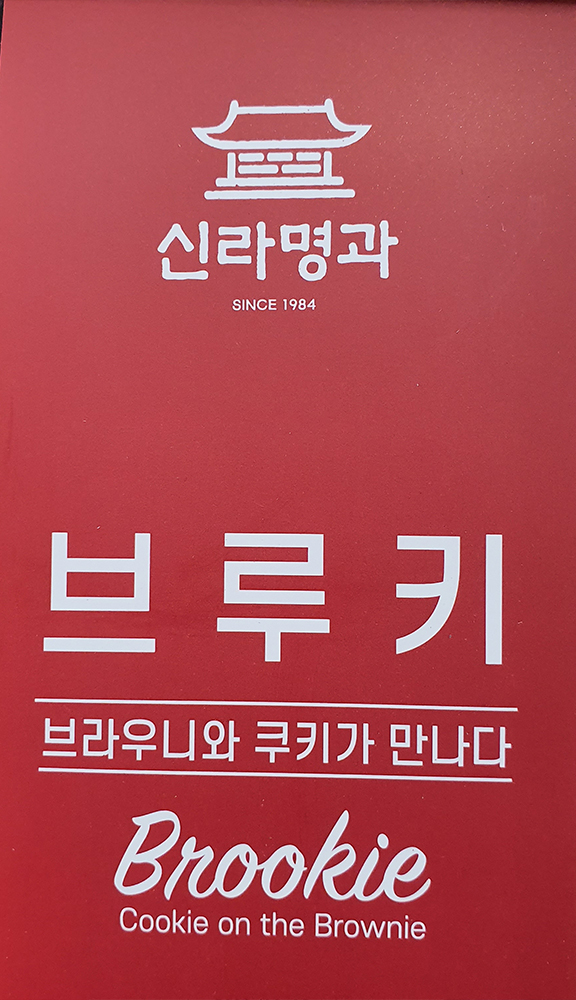 신라명과
SINCE 1984
브루키
브라우니와 쿠키가 만나다
Brookie
Cookie on the Brownie